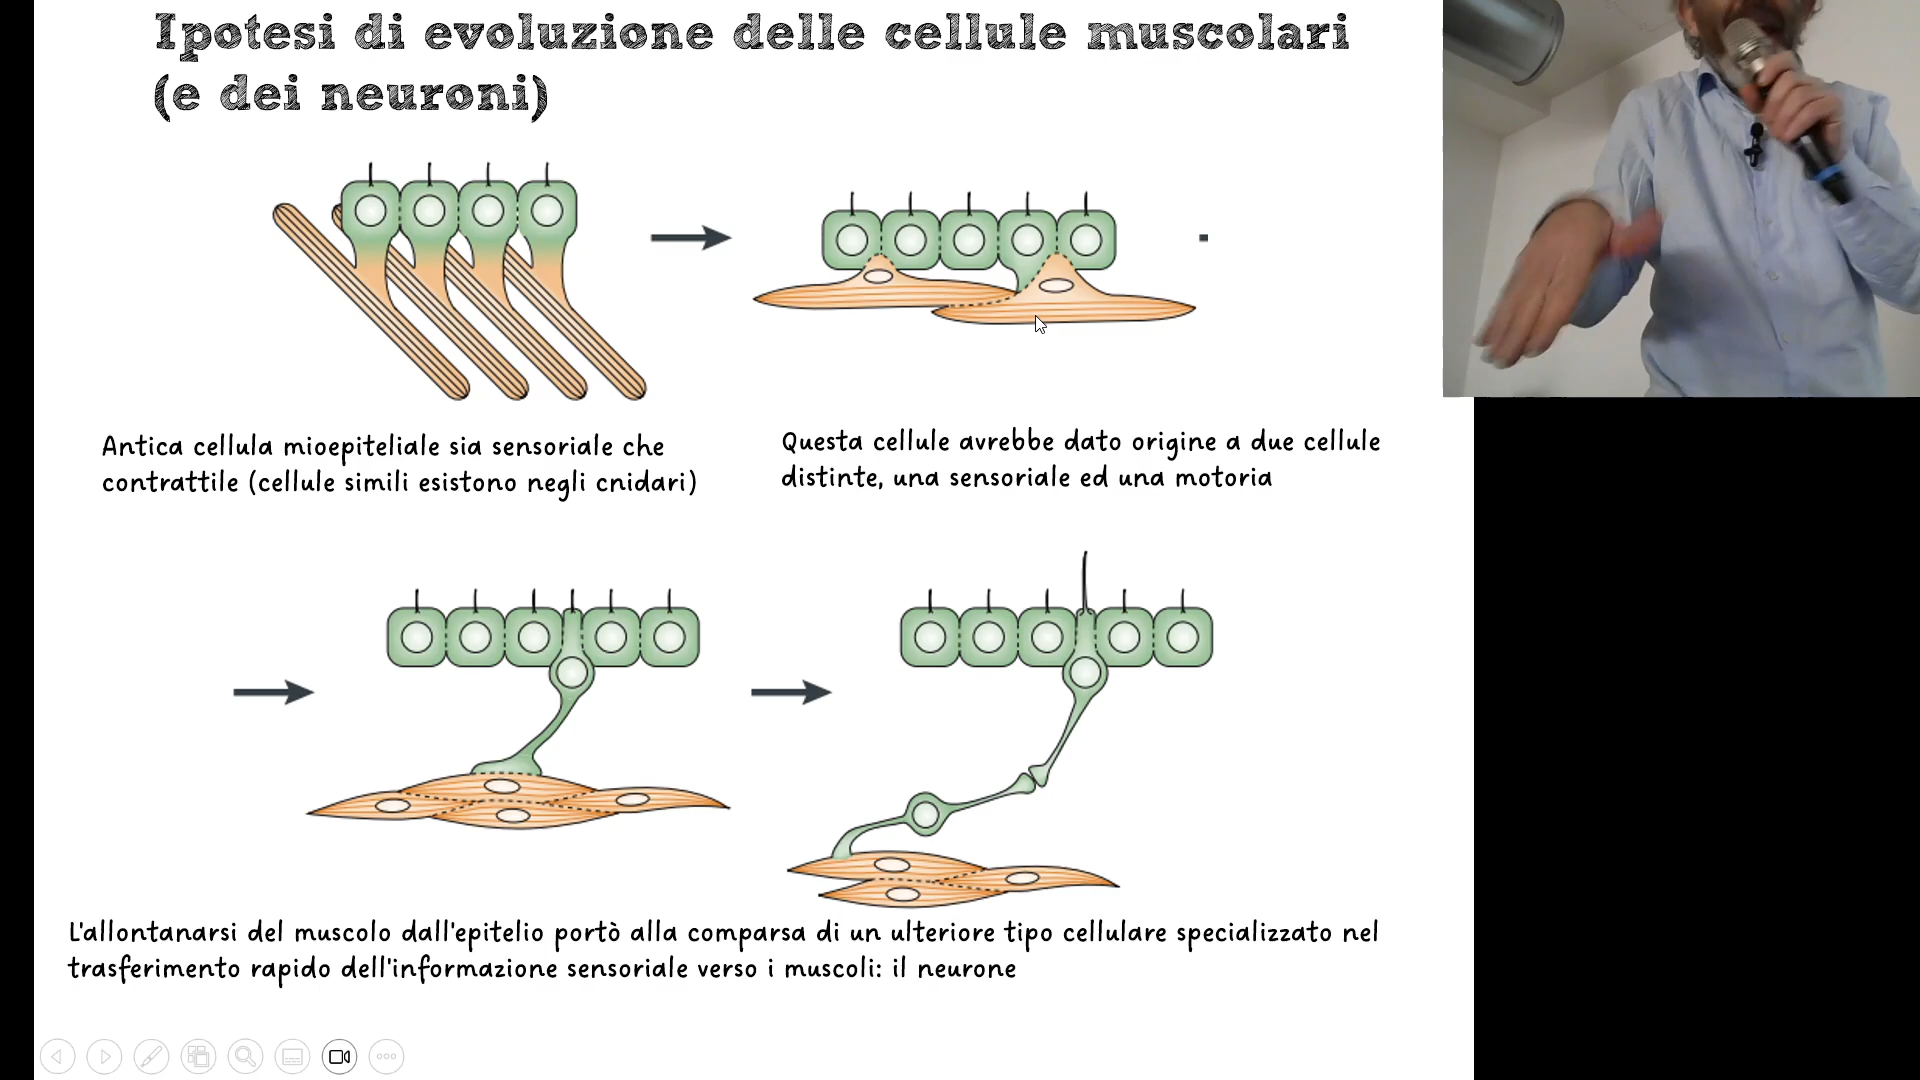 Ipotesi di evoluzione delle cellule muscolari
(e dei neuroni)
Antica cellula mioepiteliale sia sensoriale che
contrattile (cellule simili esistono negli cnidari)
Questa cellule avrebbe dato origine a due cellule
distinte, una sensoriale ed una motoria
L'allontanarsi del muscolo dall'epitelio portò alla comparsa di un ulteriore tipo cellulare specializzato nel
trasferimento rapido dell'informazione sensoriale verso i muscoli: il neurone